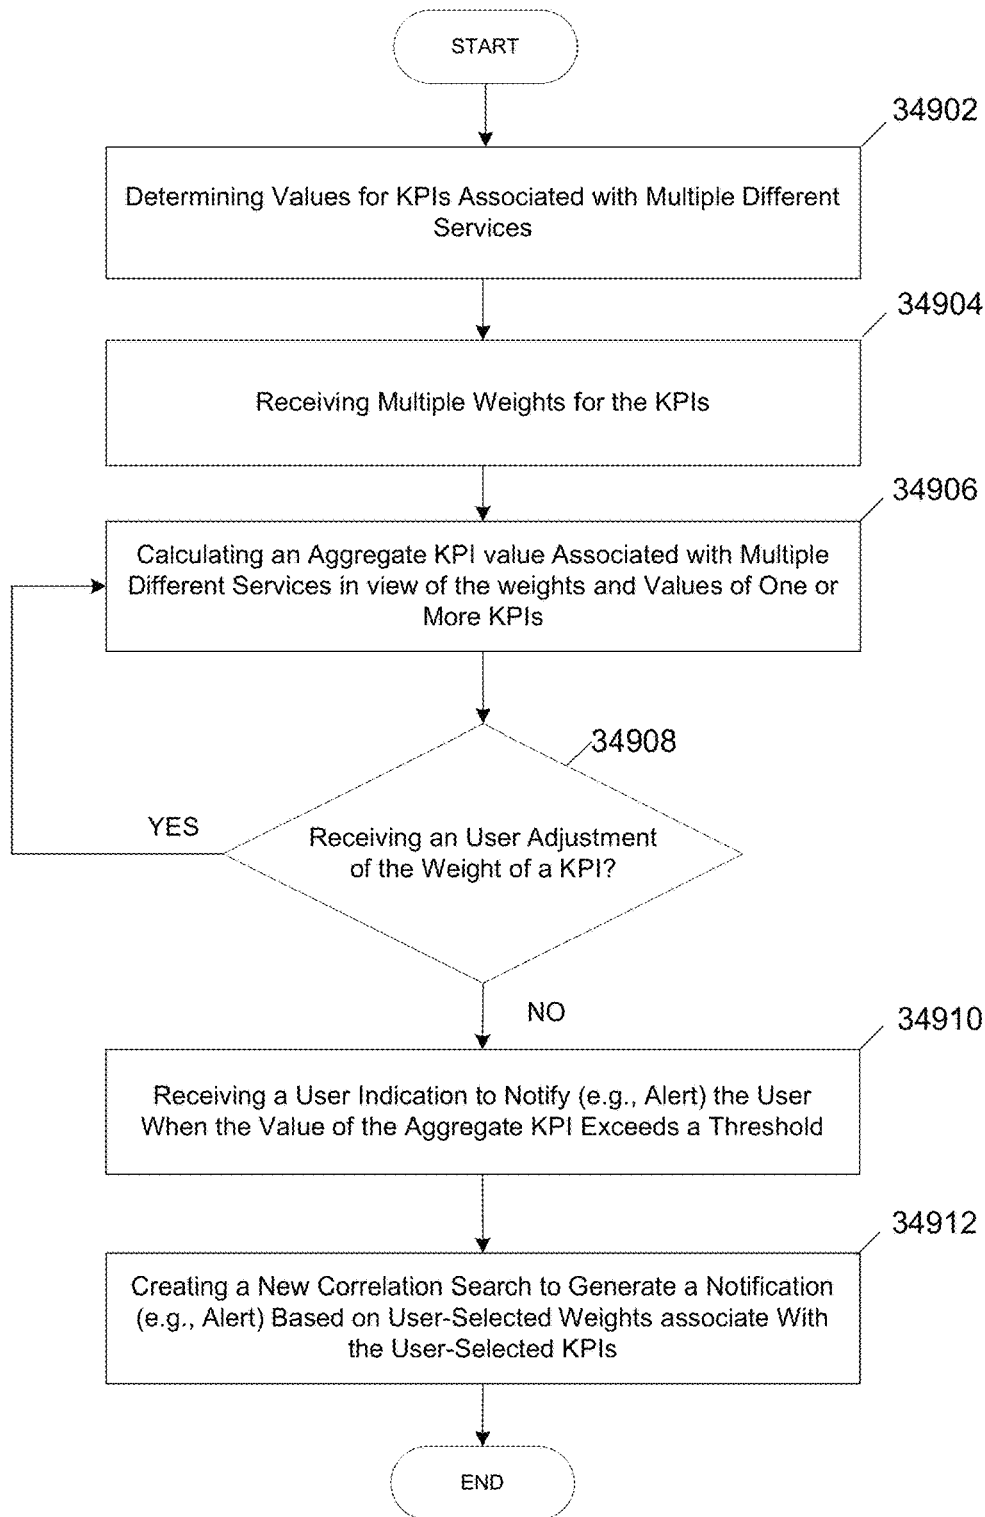 START
34902
Determining Values for KPIs Associated with Multiple Different
Services
34904
Receiving Multiple Weights for the KPIs
34906
Calculating an Aggregate KPI value Associated with Multiple
Different Services in view of the weights and Values of One or
More KPIs
34908
YES
Receiving an User Adjustment
of the Weight of a KPI?
NO
34910
Receiving a User Indication to Notify (e.g., Alert) the User
When the Value of the Aggregate KPI Exceeds a Threshold
34912
Creating a New Correlation Search to Generate a Notification
(e.g., Alert) Based on User-Selected Weights associate With
the User-Selected KPIs
END